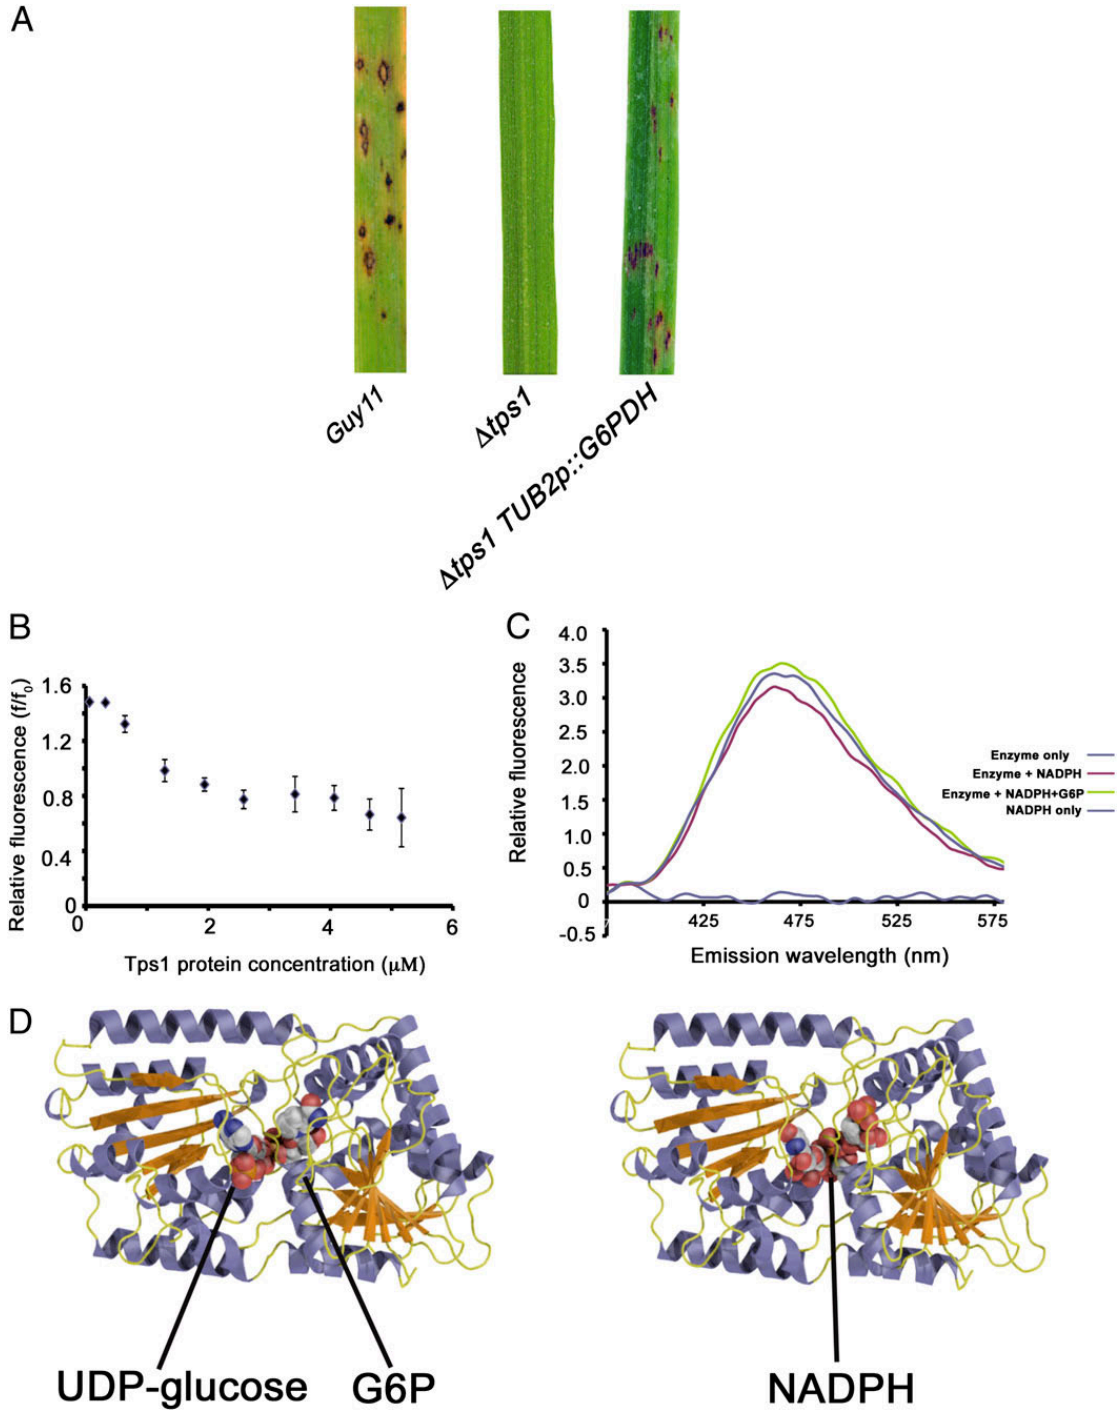 A
Guy11
Δtps1
Δtps1 TUB2p::G6PDH
B
Relative fluorescence (f/f0)
1.6
1.2
0.8
0.4
0
0
2
4
6
Tps1 protein concentration (μM)
C
Relative fluorescence
4.0
3.5
3.0
2.5
2.0
1.5
1.0
0.5
0
-0.5
425
475
525
575
Emission wavelength (nm)
Enzyme only
Enzyme + NADPH
Enzyme + NADPH+G6P
NADPH only
D
UDP-glucose
G6P
NADPH